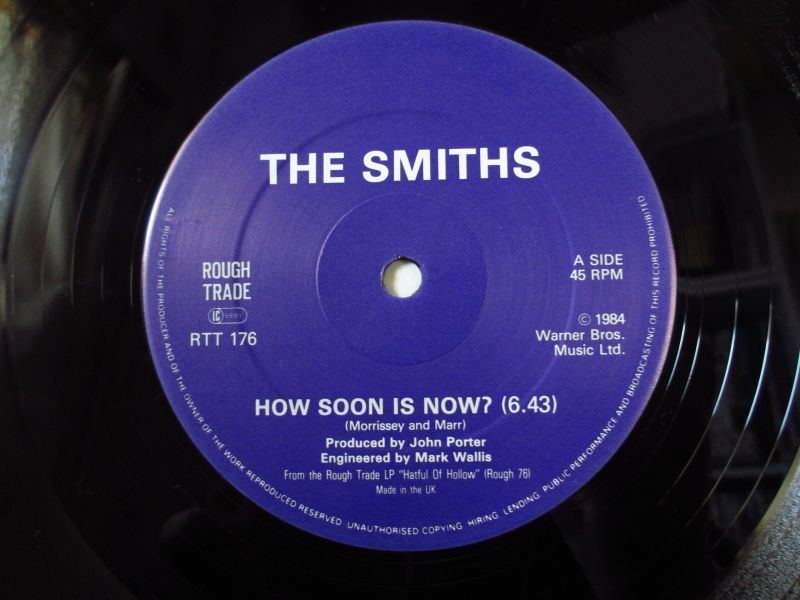 THE SMITHS
ROUGH
TRADE
LC 5661
RTT 176
A SIDE
45 RPM
© 1984
Warner Bros.
Music Ltd.
HOW SOON IS NOW? (6.43)
(Morrissey and Marr)
Produced by John Porter
Engineered by Mark Wallis
From the Rough Trade LP "Hatful Of Hollow" (Rough 76)
Made in the UK
ALL RIGHTS OF THE PRODUCER AND OF THE OWNER OF THE WORK REPRODUCED RESERVED UNAUTHORISED COPYING, HIRING, LENDING, PUBLIC PERFORMANCE AND BROADCASTING OF THIS RECORD PROHIBITED